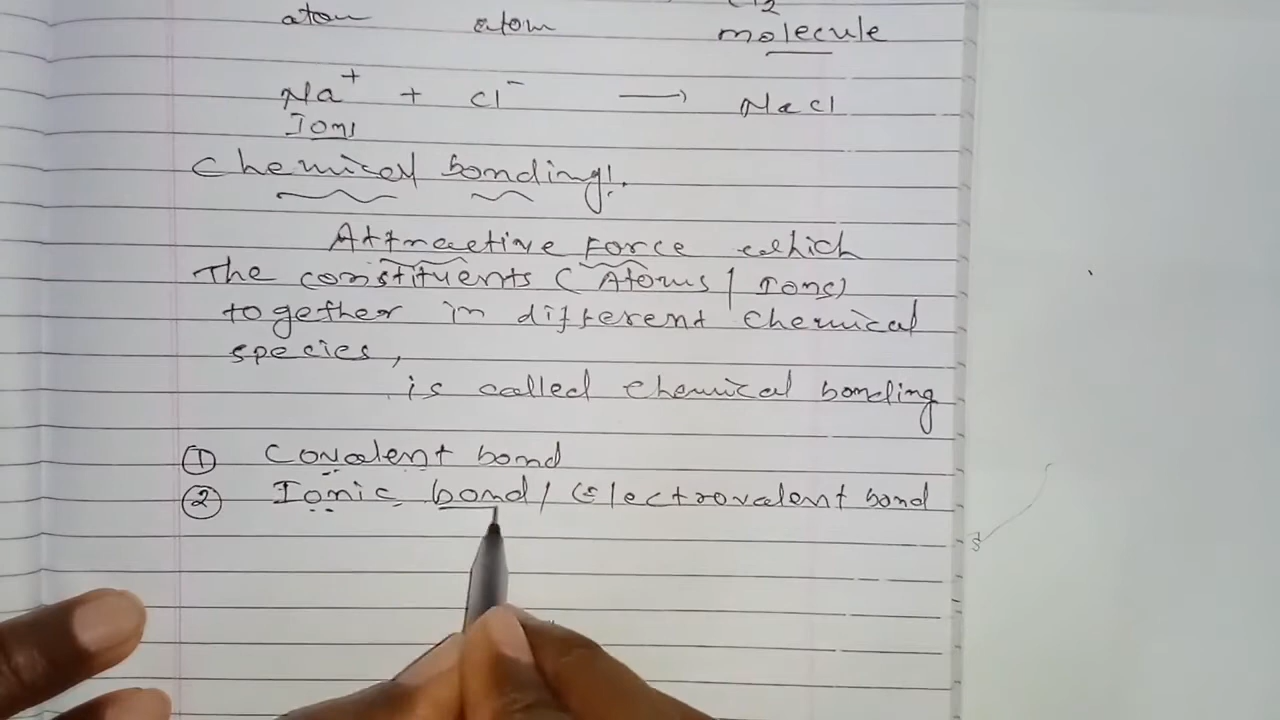 atom atom
molecule
Na⁺ + Cl⁻ → NaCl
Ions
Chemical bonding:
Attractive Force which
The constituents (Atoms / Ions)
together in different chemical
species,
is called chemical bonding
① Covalent bond
② Ionic bond / Electrovalent bond